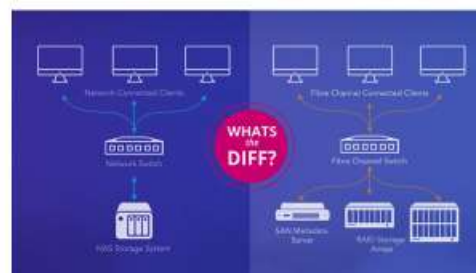 Network Connected Clients
Network Switch
NAS Storage System
WHATS
the
DIFF?
Fibre Channel Connected Clients
Fibre Channel Switch
SAN Metadata
Server
RAID Storage
Arrays